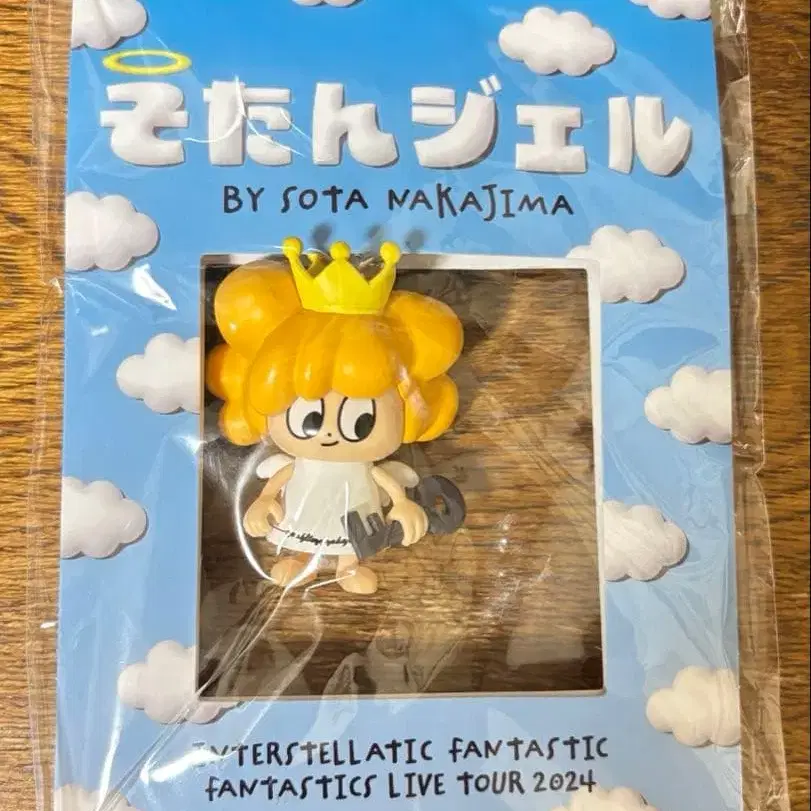 そたんジェル
BY SOTA NAKAJIMA
INTERSTELLATIC FANTASTIC
FANTASTICS LIVE TOUR 2024